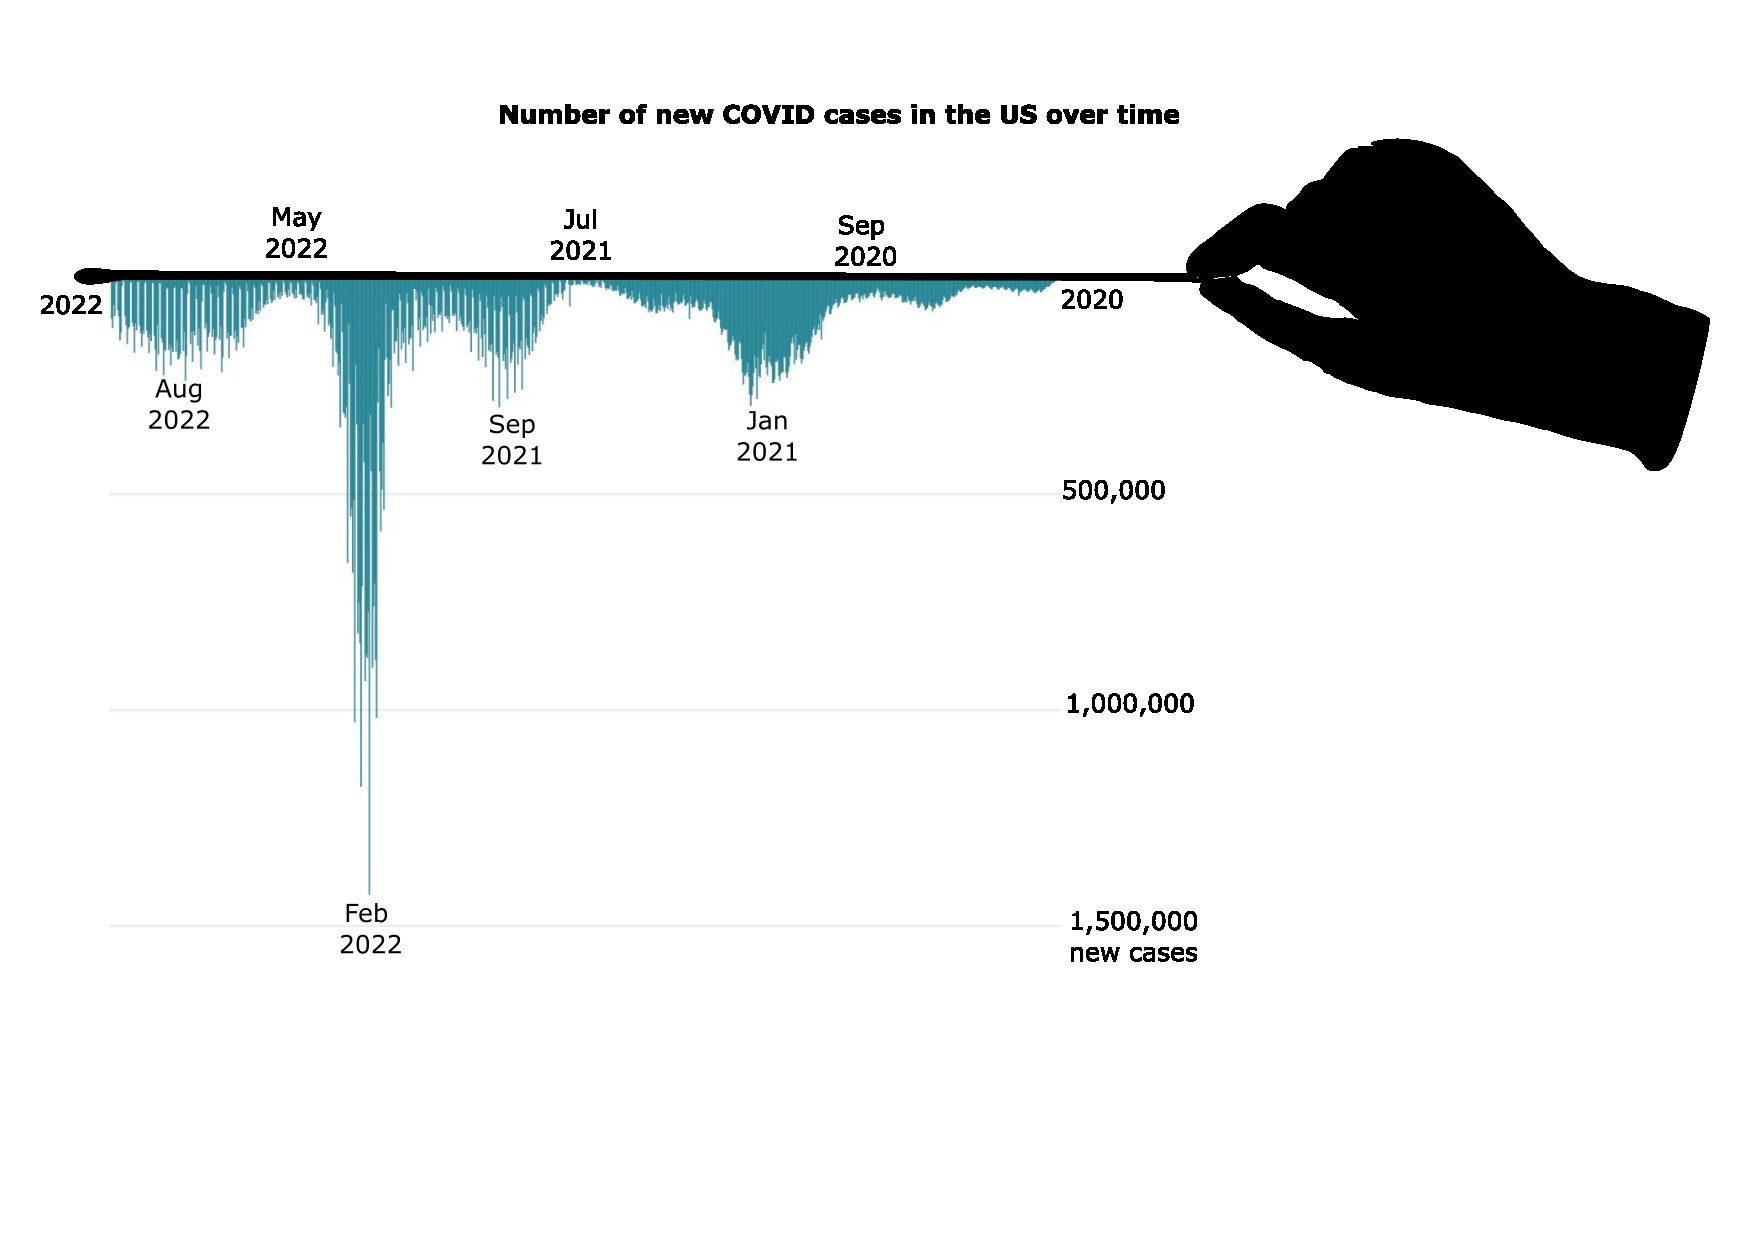 Number of new COVID cases in the US over time
May
2022
Jul
2021
Sep
2020
2022
2020
Aug
2022
Sep
2021
Jan
2021
500,000
1,000,000
Feb
2022
1,500,000
new cases